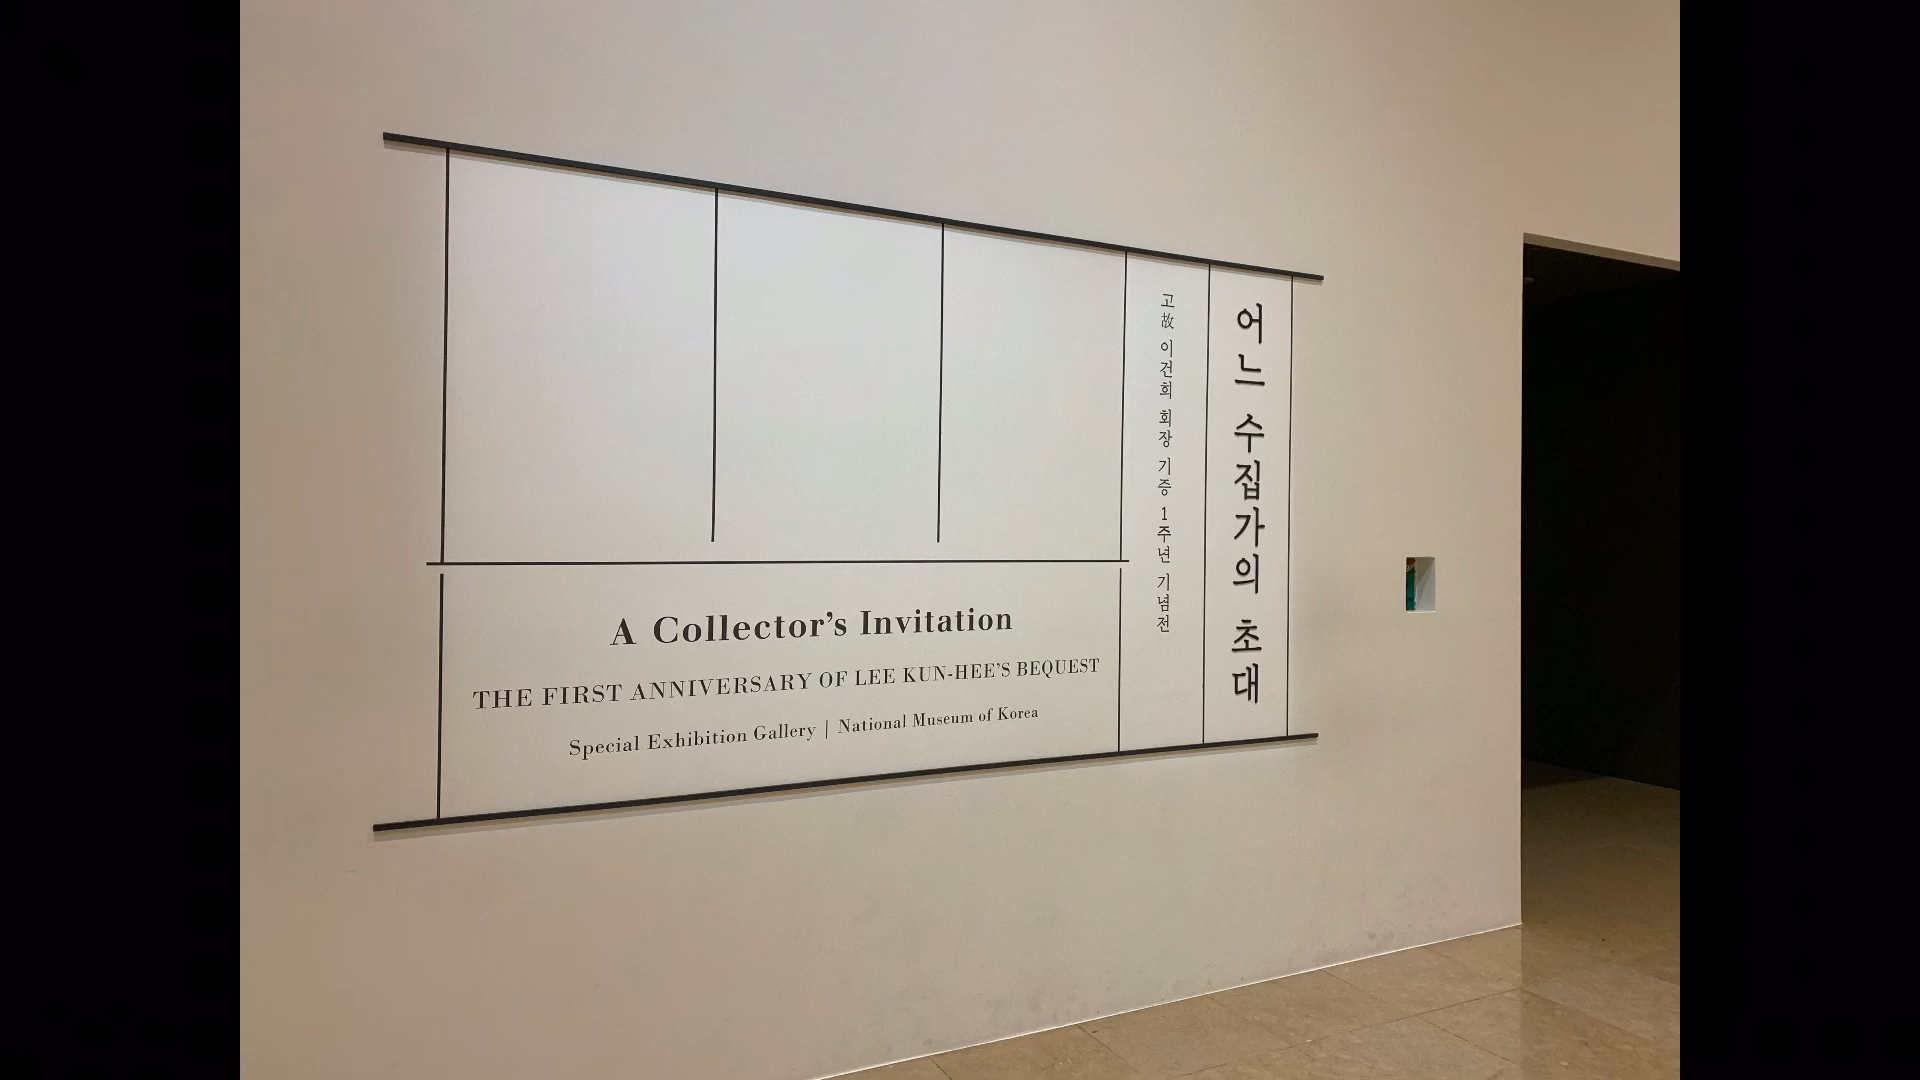 어느 수집가의 초대
고故 이건희 회장 기증 1주년 기념전
A Collector’s Invitation
THE FIRST ANNIVERSARY OF LEE KUN-HEE’S BEQUEST
Special Exhibition Gallery | National Museum of Korea